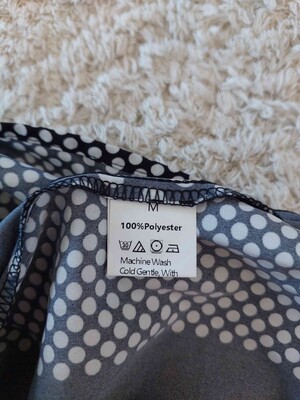 M
100%Polyester
Machine Wash
Cold Gentle, With